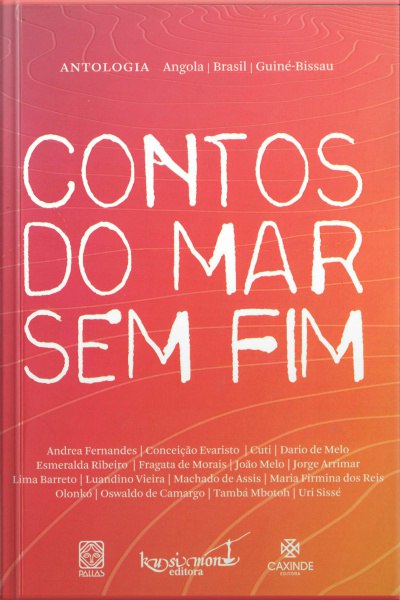 ANTOLOGIA Angola | Brasil | Guiné-Bissau
CONTOS
DO MAR
SEM FIM
Andrea Fernandes | Conceição Evaristo | Cuti | Dario de Melo
Esmeralda Ribeiro | Fragata de Morais | João Melo | Jorge Arrimar
Lima Barreto | Luandino Vieira | Machado de Assis | Maria Firmina dos Reis
Olonkó | Oswaldo de Camargo | Tambá Mbotoh | Uri Sissé
PALLAS
kusimon
editora
CAXINDE
EDITORA